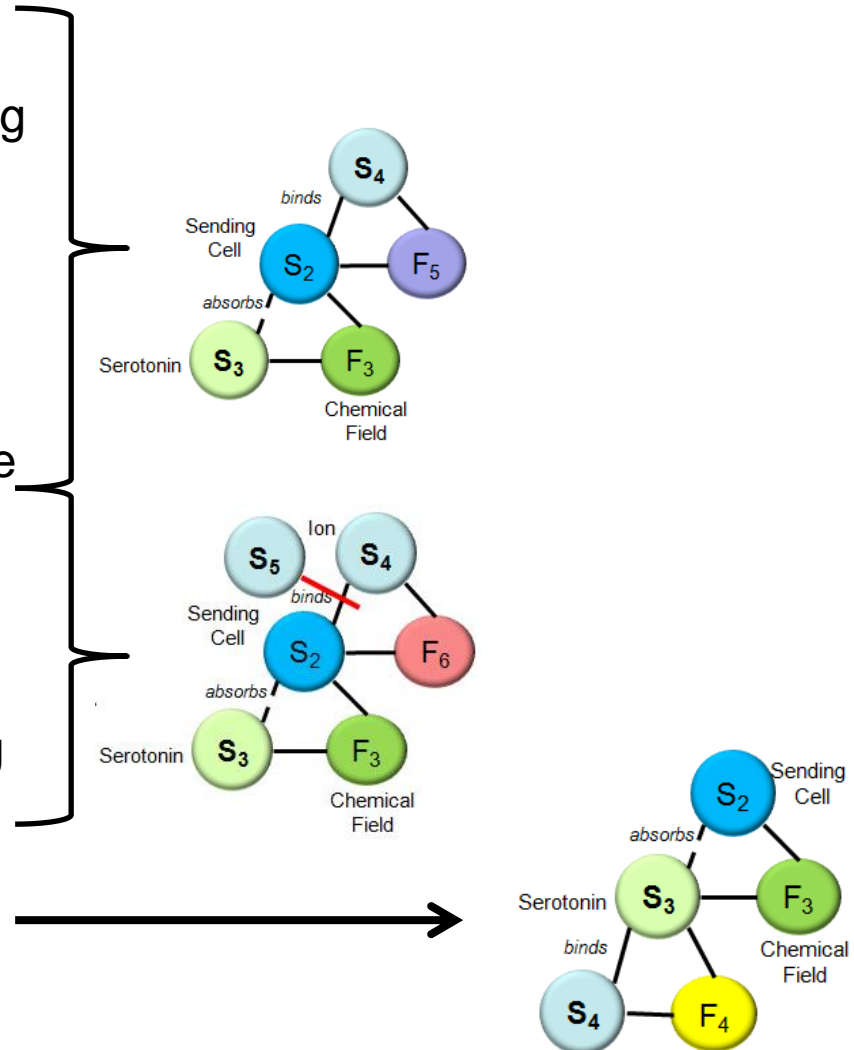 g
S4
binds
Sending
Cell
S2
F5
absorbs
Serotonin
S3
F3
Chemical
Field
e
Ion
S5
S4
binds
Sending
Cell
S2
F6
absorbs
g
Serotonin
S3
F3
Chemical
Field
S2
Sending
Cell
absorbs
Serotonin
S3
F3
Chemical
Field
binds
S4
F4